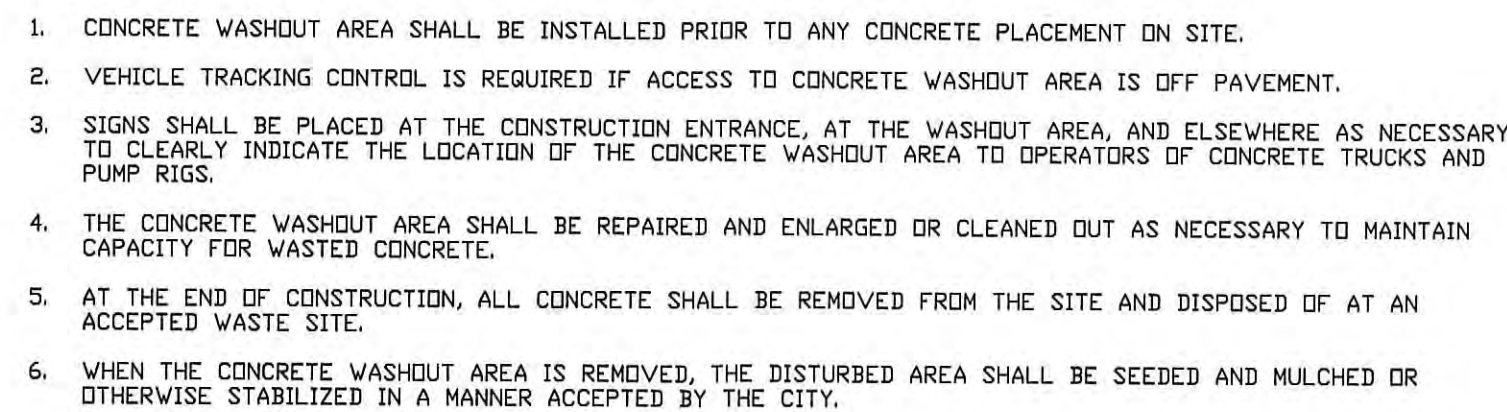 1. CONCRETE WASHOUT AREA SHALL BE INSTALLED PRIOR TO ANY CONCRETE PLACEMENT ON SITE.
2. VEHICLE TRACKING CONTROL IS REQUIRED IF ACCESS TO CONCRETE WASHOUT AREA IS OFF PAVEMENT.
3. SIGNS SHALL BE PLACED AT THE CONSTRUCTION ENTRANCE, AT THE WASHOUT AREA, AND ELSEWHERE AS NECESSARY
TO CLEARLY INDICATE THE LOCATION OF THE CONCRETE WASHOUT AREA TO OPERATORS OF CONCRETE TRUCKS AND
PUMP RIGS.
4. THE CONCRETE WASHOUT AREA SHALL BE REPAIRED AND ENLARGED OR CLEANED OUT AS NECESSARY TO MAINTAIN
CAPACITY FOR WASTED CONCRETE.
5. AT THE END OF CONSTRUCTION, ALL CONCRETE SHALL BE REMOVED FROM THE SITE AND DISPOSED OF AT AN
ACCEPTED WASTE SITE.
6. WHEN THE CONCRETE WASHOUT AREA IS REMOVED, THE DISTURBED AREA SHALL BE SEEDED AND MULCHED OR
OTHERWISE STABILIZED IN A MANNER ACCEPTED BY THE CITY.